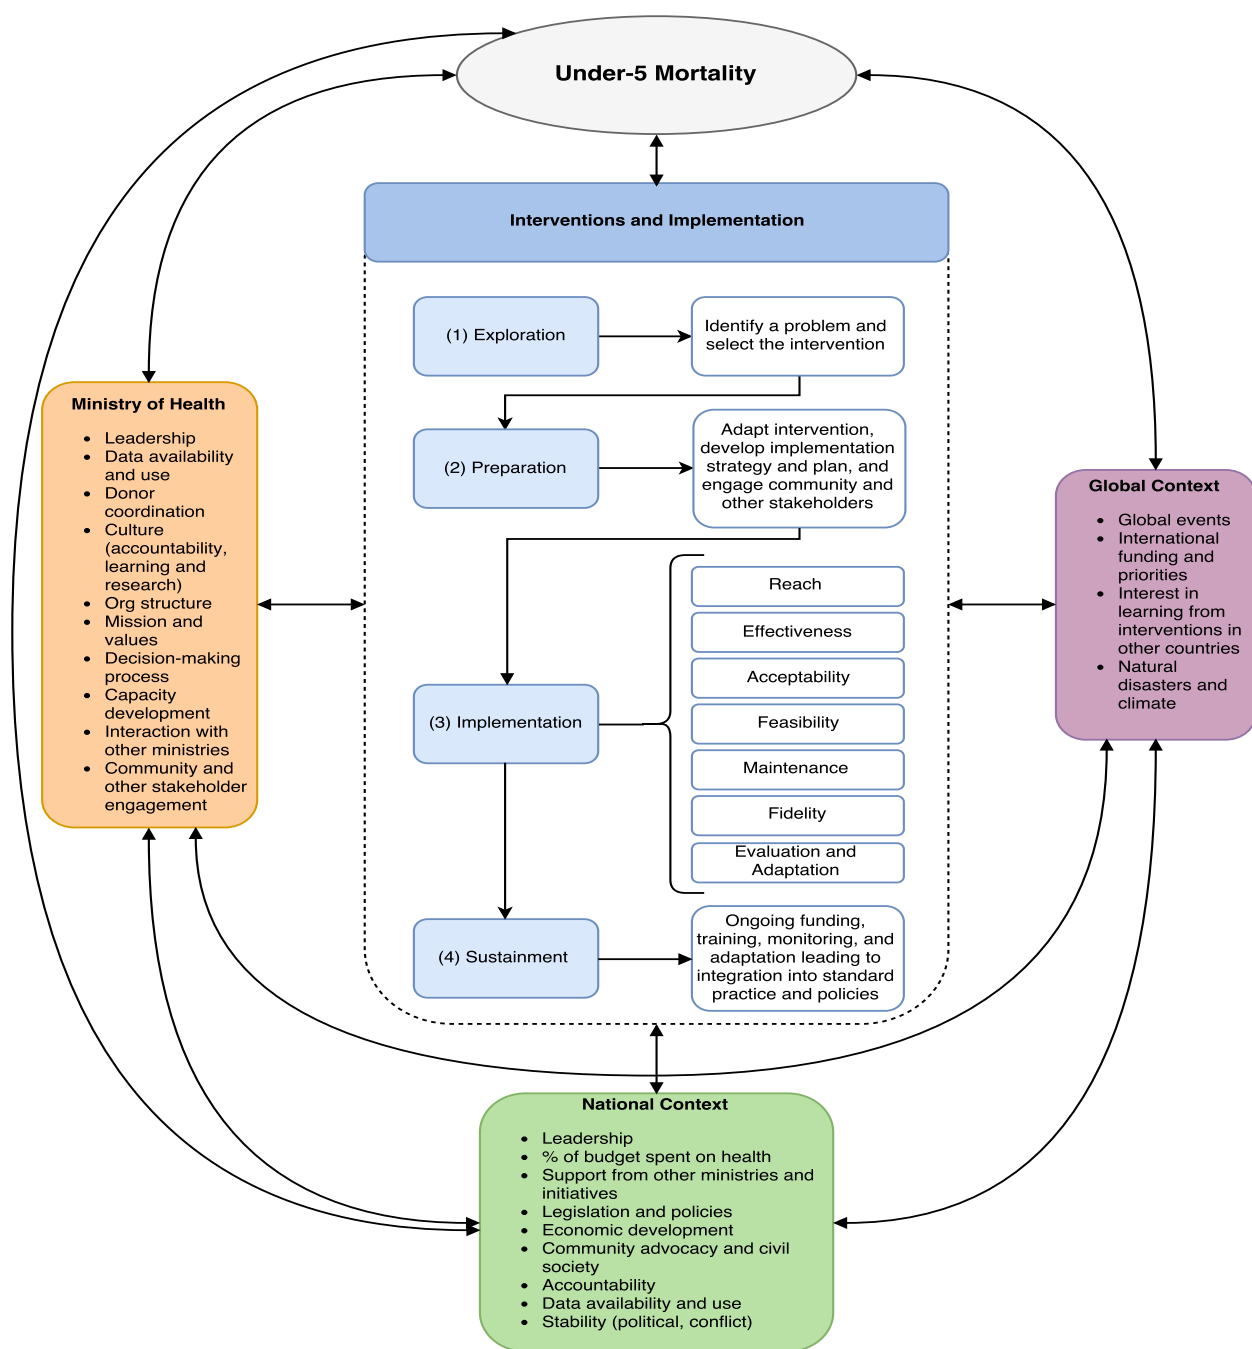 Under-5 Mortality
Interventions and Implementation
(1) Exploration
Identify a problem and
select the intervention
(2) Preparation
Adapt intervention,
develop implementation
strategy and plan, and
engage community and
other stakeholders
(3) Implementation
Reach
Effectiveness
Acceptability
Feasibility
Maintenance
Fidelity
Evaluation and
Adaptation
(4) Sustainment
Ongoing funding,
training, monitoring, and
adaptation leading to
integration into standard
practice and policies
Ministry of Health
• Leadership
• Data availability
and use
• Donor
coordination
• Culture
(accountability,
learning and
research)
• Org structure
• Mission and
values
• Decision-making
process
• Capacity
development
• Interaction with
other ministries
• Community and
other stakeholder
engagement
Global Context
• Global events
• International
funding and
priorities
• Interest in
learning from
interventions in
other countries
• Natural
disasters and
climate
National Context
• Leadership
• % of budget spent on health
• Support from other ministries and
initiatives
• Legislation and policies
• Economic development
• Community advocacy and civil
society
• Accountability
• Data availability and use
• Stability (political, conflict)